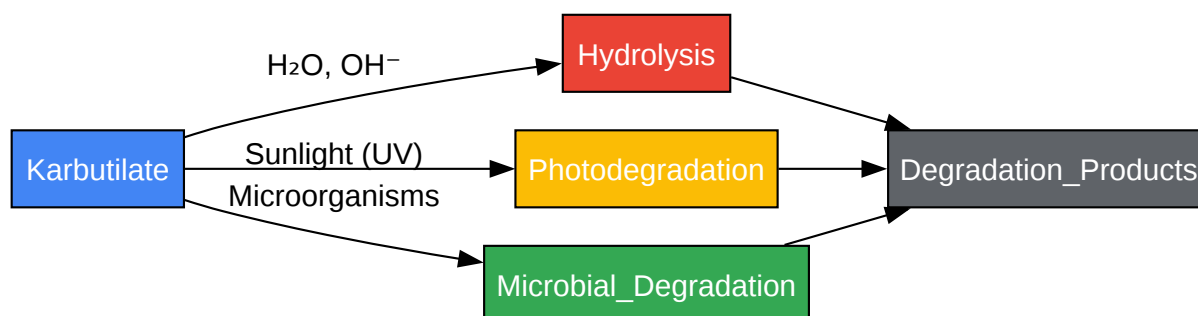 H₂O, OH⁻
Hydrolysis
Karbutilate
Sunlight (UV)
Photodegradation
Degradation_Products
Microorganisms
Microbial_Degradation